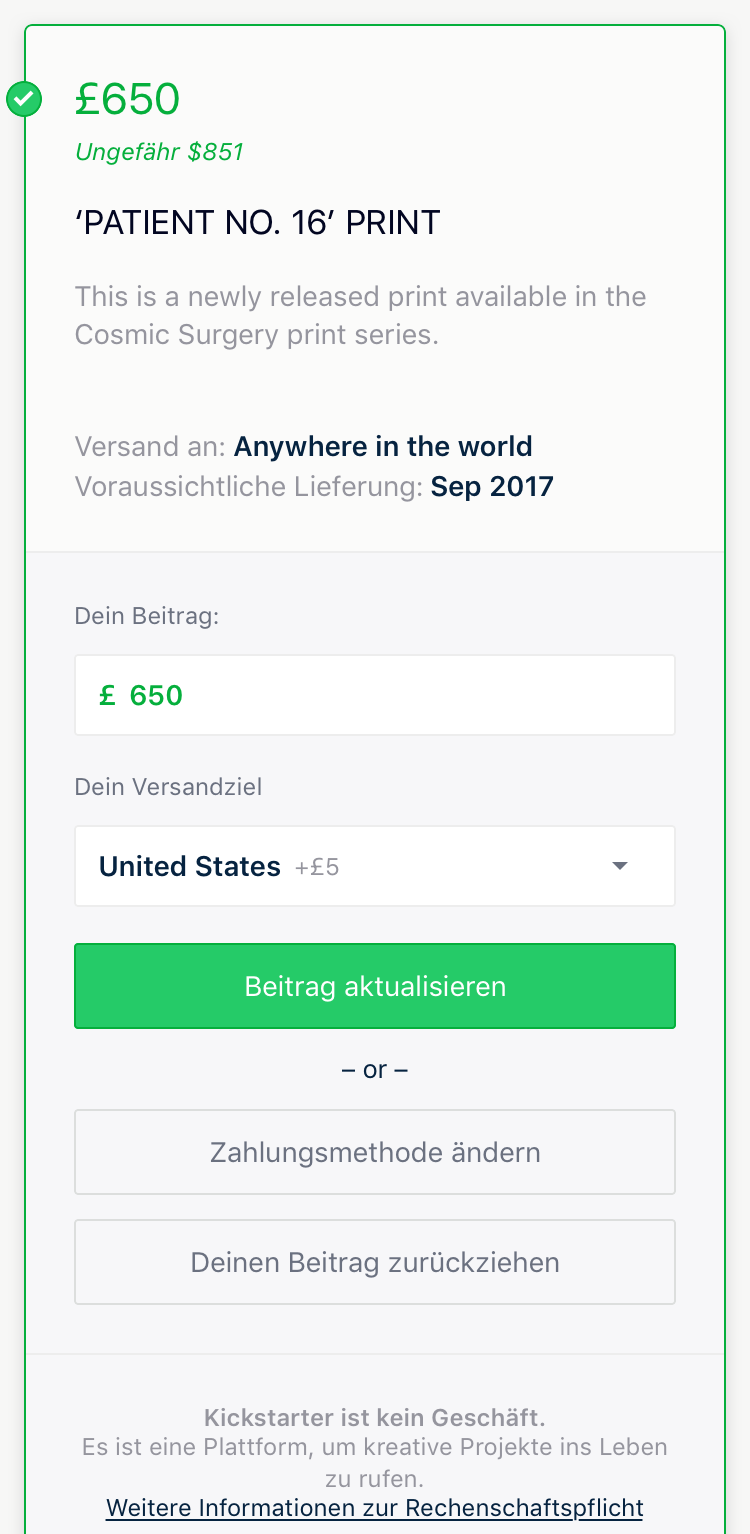 £650
Ungefähr $851
‘PATIENT NO. 16’ PRINT
This is a newly released print available in the
Cosmic Surgery print series.
Versand an: Anywhere in the world
Voraussichtliche Lieferung: Sep 2017
Dein Beitrag:
£ 650
Dein Versandziel
United States +£5
Beitrag aktualisieren
– or –
Zahlungsmethode ändern
Deinen Beitrag zurückziehen
Kickstarter ist kein Geschäft.
Es ist eine Plattform, um kreative Projekte ins Leben
zu rufen.
Weitere Informationen zur Rechenschaftspflicht